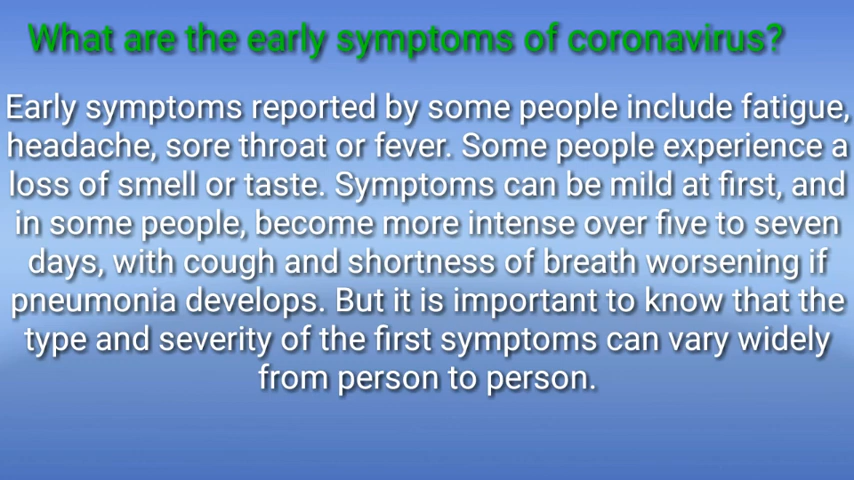 What are the early symptoms of coronavirus?
Early symptoms reported by some people include fatigue,
headache, sore throat or fever. Some people experience a
loss of smell or taste. Symptoms can be mild at first, and
in some people, become more intense over five to seven
days, with cough and shortness of breath worsening if
pneumonia develops. But it is important to know that the
type and severity of the first symptoms can vary widely
from person to person.